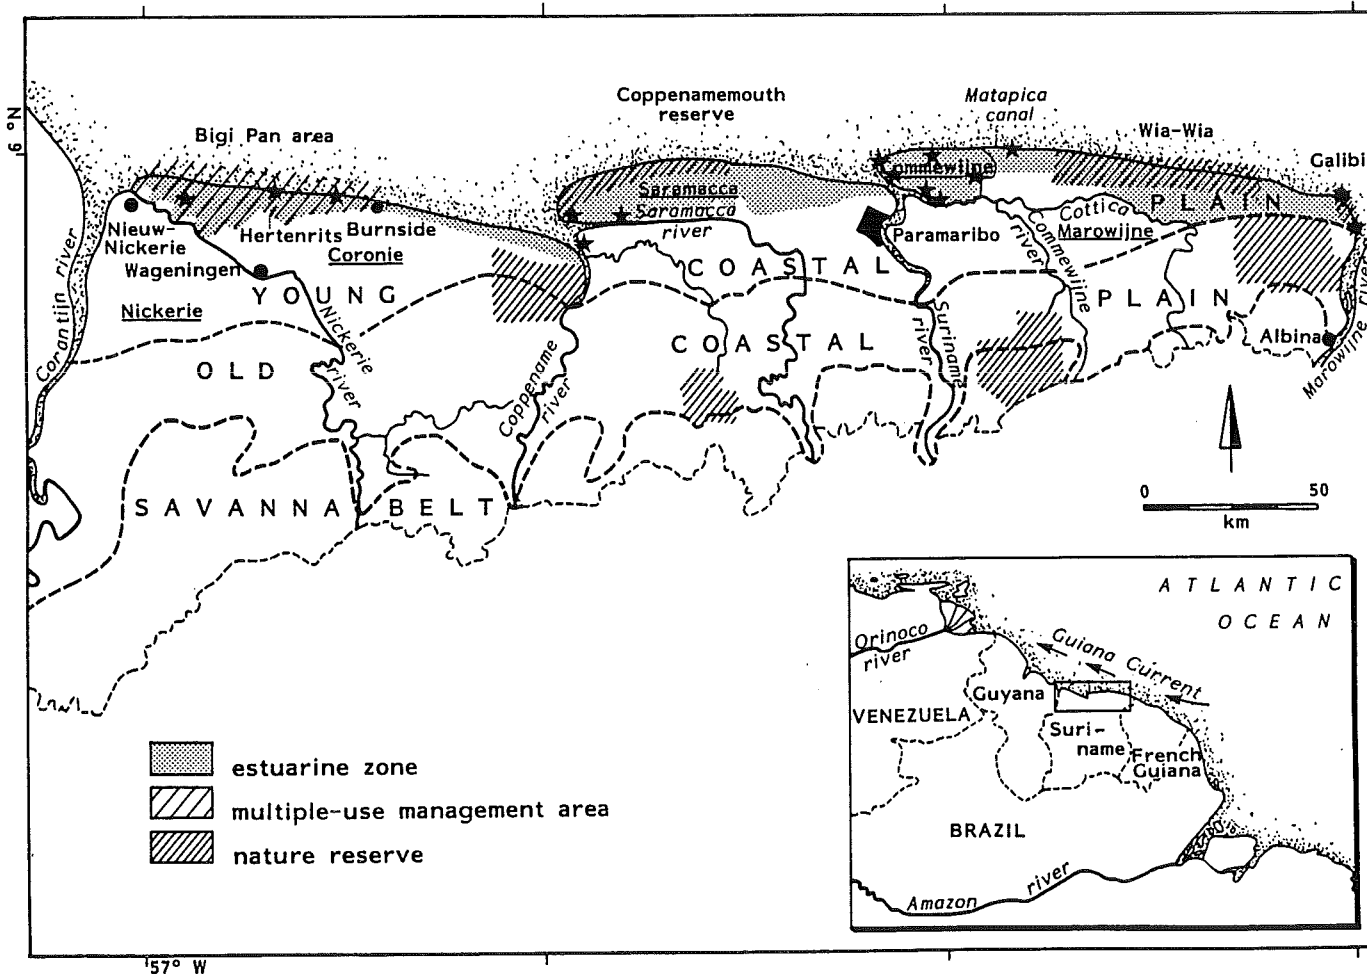 6 °N
Bigi Pan area
Coppenamemouth
reserve
Matapica
canal
Wia-Wia
Galibi
Commewijne
Saramacca
Saramacca
river
Nieuw-
Nickerie
Hertenrits
Burnside
Coronie
Wageningen
Nickerie
Corantijn river
Paramaribo
Cottica
Marowijne
Commewijne
river
YOUNG
COASTAL
PLAIN
OLD
COASTAL
PLAIN
Nickerie
river
Coppename
river
Suriname
river
Albina
Marowijne river
SAVANNA BELT
0 50
km
estuarine zone
multiple-use management area
nature reserve
ATLANTIC
OCEAN
Orinoco
river
Guiana Current
Guyana
VENEZUELA
Suri-
name
French
Guiana
BRAZIL
Amazon river
57° W